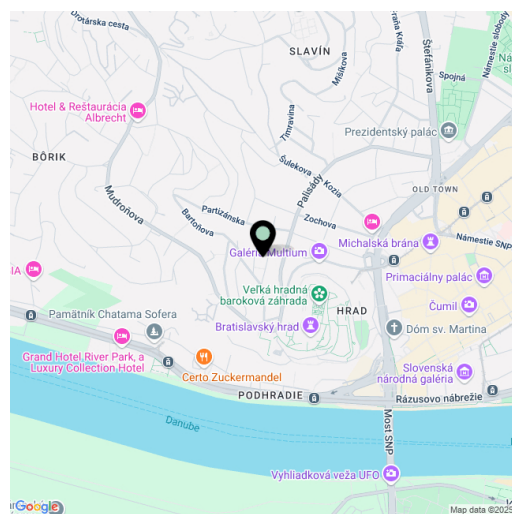 Drotárska cesta
SLAVÍN
Mišíkova
Štefánikova
Námestie slobody
Spojná
Hotel & Reštaurácia
Albrecht
Timravina
Prezidentský palác
BÔRIK
Šulekova
Kozia
Palisády
OLD TOWN
Mudroňova
Partizánska
Bartoňova
Zochova
Námestie SNP
Michalská brána
Galéria Multium
Primaciálny palác
Veľká hradná
baroková záhrada
HRAD
Čumil
Pamätník Chatama Sofera
Bratislavský hrad
Dóm sv. Martina
Grand Hotel River Park, a
Luxury Collection Hotel
Certo Zuckermandel
Slovenská
národná galéria
PODHRADIE
Rázusovo nábrežie
Danube
Most SNP
Vyhliadková veža UFO
Google
Map data ©2025